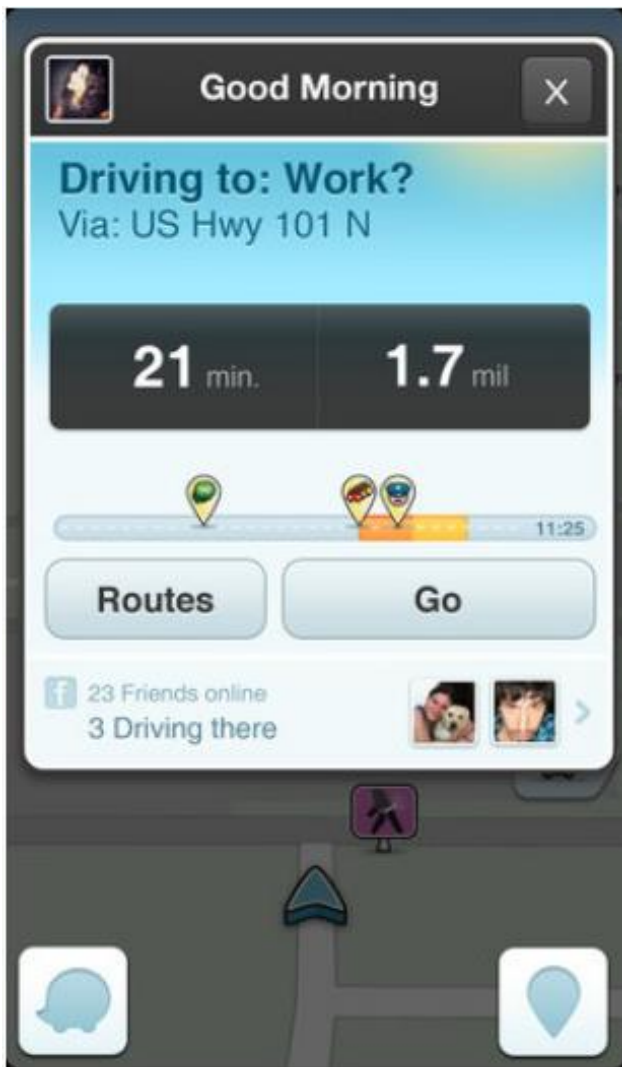 Good Morning
X
Driving to: Work?
Via: US Hwy 101 N
21 min.
1.7 mil
11:25
Routes
Go
f
23 Friends online
3 Driving there